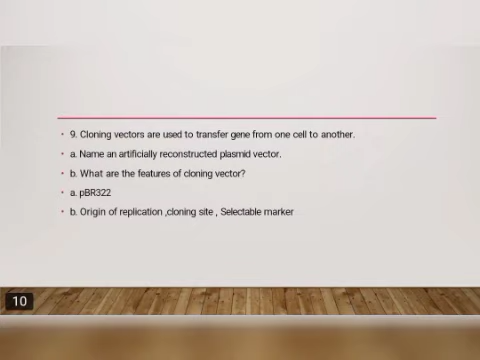 • 9. Cloning vectors are used to transfer gene from one cell to another.
• a. Name an artificially reconstructed plasmid vector.
• b. What are the features of cloning vector?
• a. pBR322
• b. Origin of replication ,cloning site , Selectable marker
10